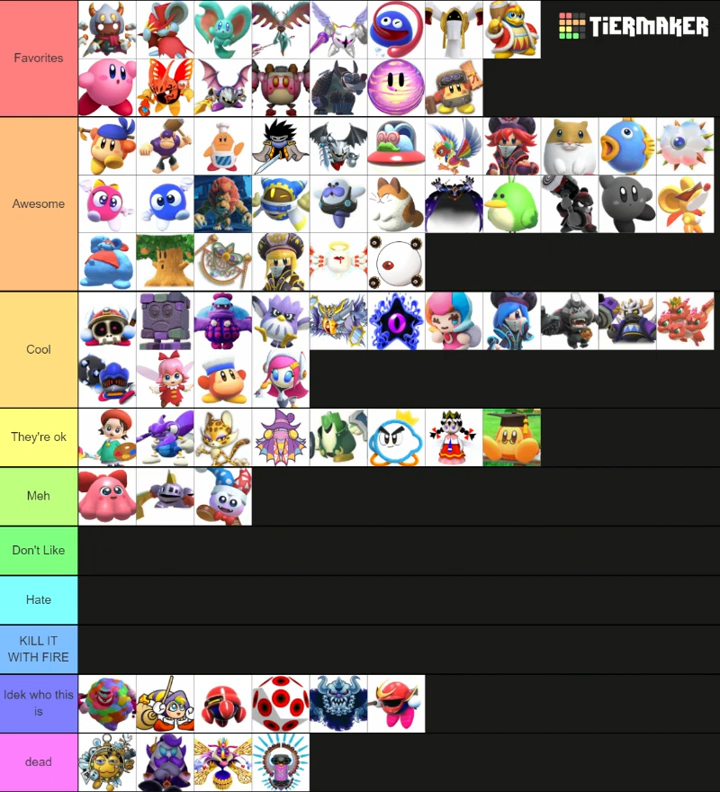 TIERMAKER
Favorites
Awesome
Cool
They're ok
Meh
Don't Like
Hate
KILL IT
WITH FIRE
Idek who this
is
dead